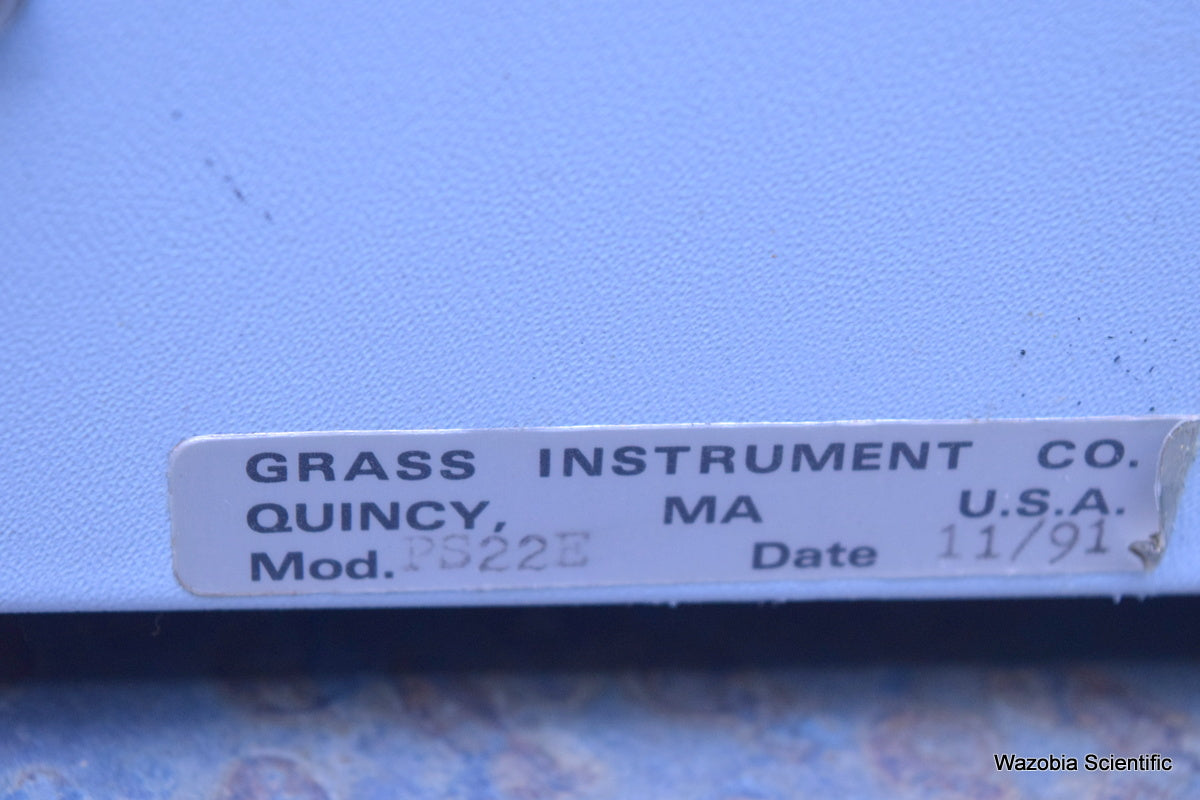 GRASS INSTRUMENT CO.
QUINCY, MA U.S.A.
Mod. PS22E Date 11/91
Wazobia Scientific